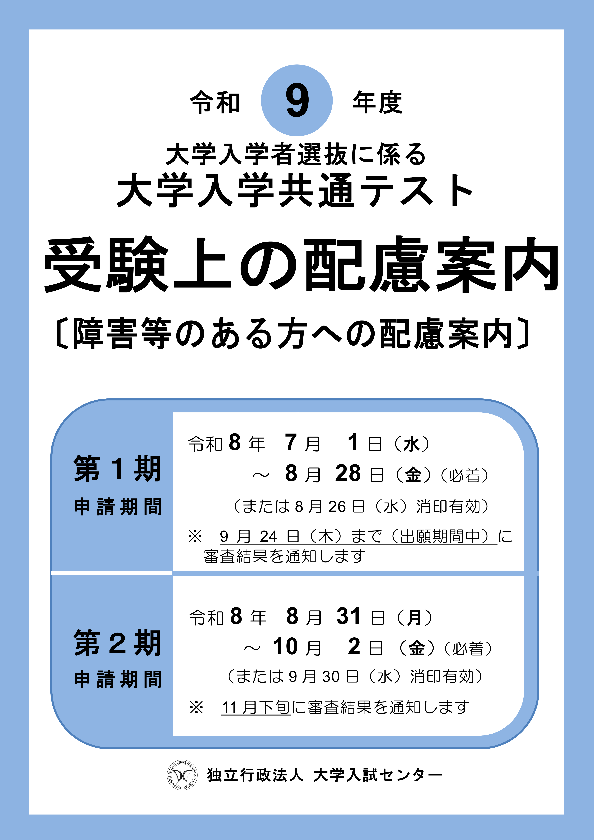 令和 9 年度
大学入学者選抜に係る
大学入学共通テスト
受験上の配慮案内
〔障害等のある方への配慮案内〕
第1期
申請期間
令和8年 7月 1日（水）
～ 8月 28日（金）（必着）
（または8月26日（水）消印有効）
※ 9月24日（木）まで（出願期間中）に
審査結果を通知します
第2期
申請期間
令和8年 8月 31日（月）
～ 10月 2日（金）（必着）
（または9月30日（水）消印有効）
※ 11月下旬に審査結果を通知します
独立行政法人 大学入試センター